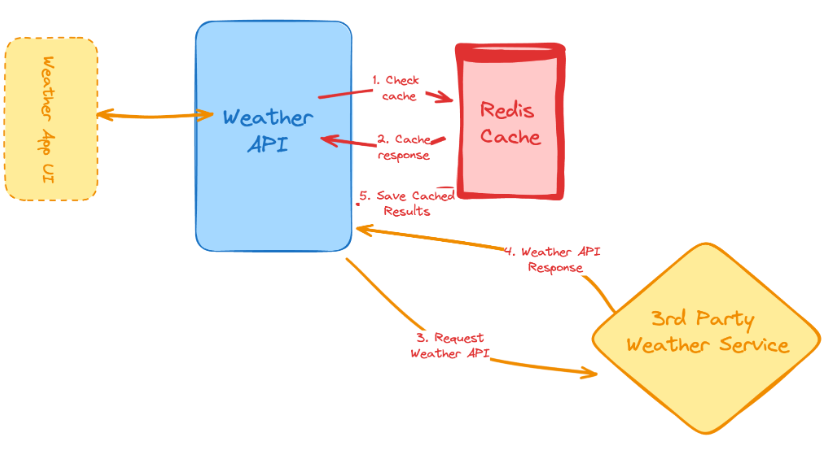 Weather App UI
Weather
API
1. Check
cache
2. Cache
response
Redis
Cache
5. Save Cached
Results
4. Weather API
Response
3. Request
Weather API
3rd Party
Weather Service